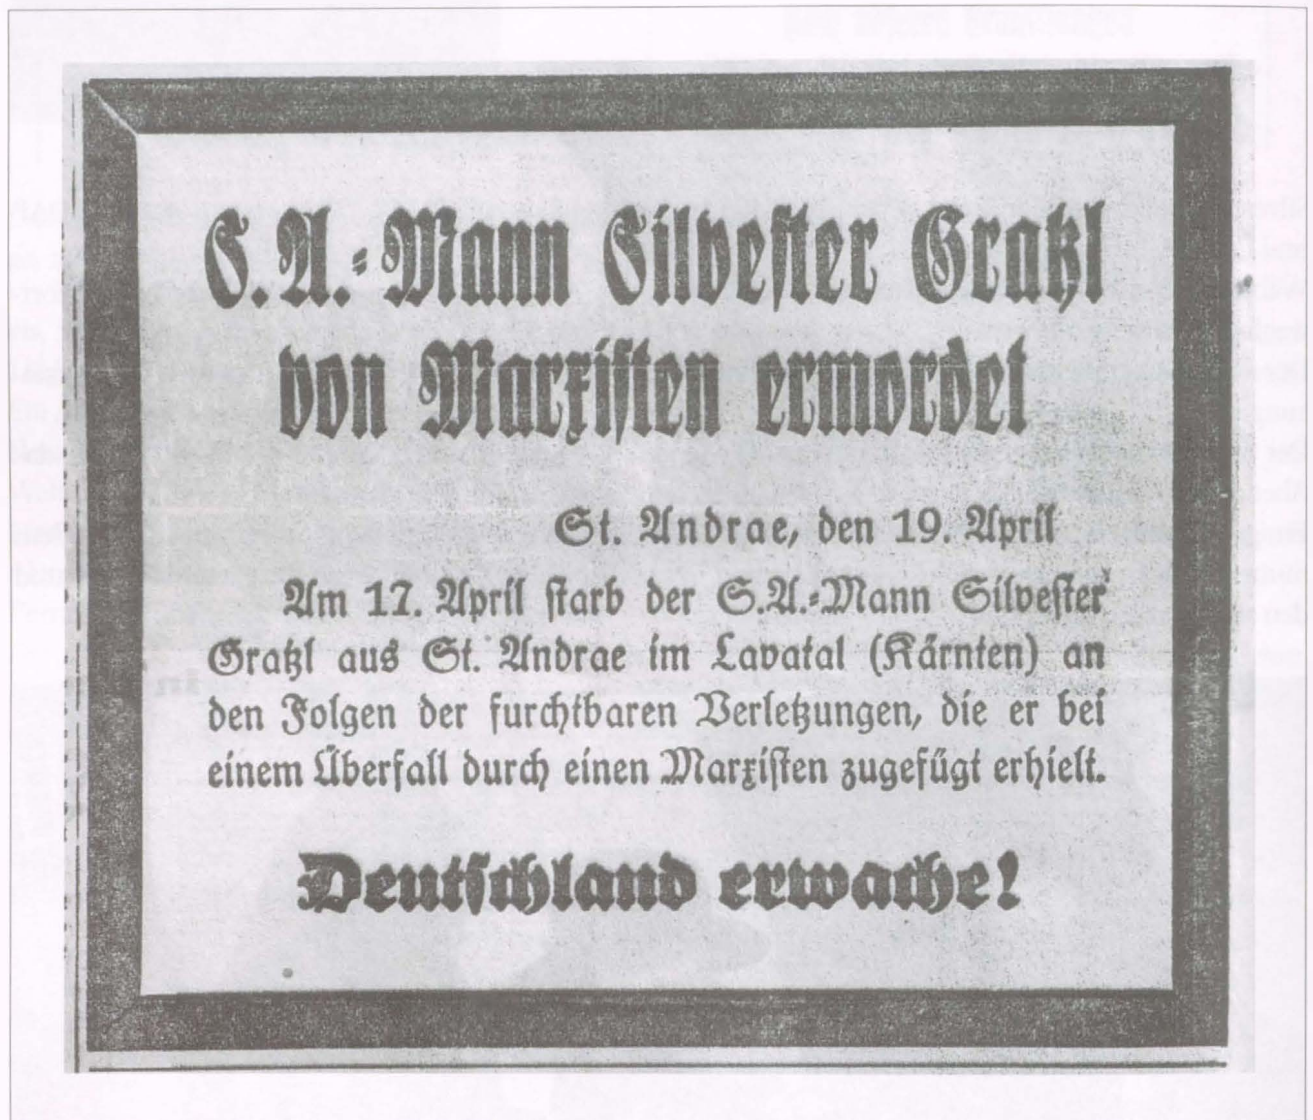 S.A.-Mann Silvester Gratzl
von Marxisten ermordet
St. Andrae, den 19. April
Am 17. April starb der S.A.-Mann Silvester
Gratzl aus St. Andrae im Lavatal (Kärnten) an
den Folgen der furchtbaren Verletzungen, die er bei
einem Überfall durch einen Marxisten zugefügt erhielt.
Deutschland erwache!